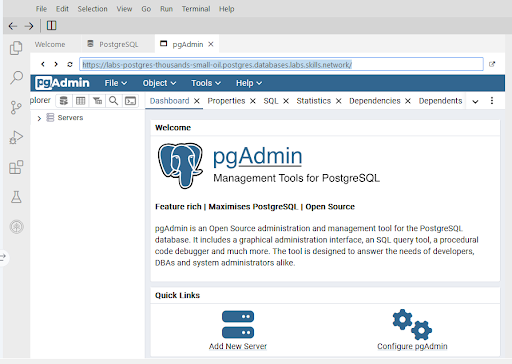 File Edit Selection View Go Run Terminal Help
Welcome PostgreSQL pgAdmin
https://labs-postgres-thousands-small-oil.postgres.databases.labs.skills.network/
pgAdmin File Object Tools Help
plorer Dashboard Properties SQL Statistics Dependencies Dependents
Servers
Welcome
pgAdmin
Management Tools for PostgreSQL
Feature rich | Maximises PostgreSQL | Open Source
pgAdmin is an Open Source administration and management tool for the PostgreSQL
database. It includes a graphical administration interface, an SQL query tool, a procedural
code debugger and much more. The tool is designed to answer the needs of developers,
DBAs and system administrators alike.
Quick Links
Add New Server Configure pgAdmin